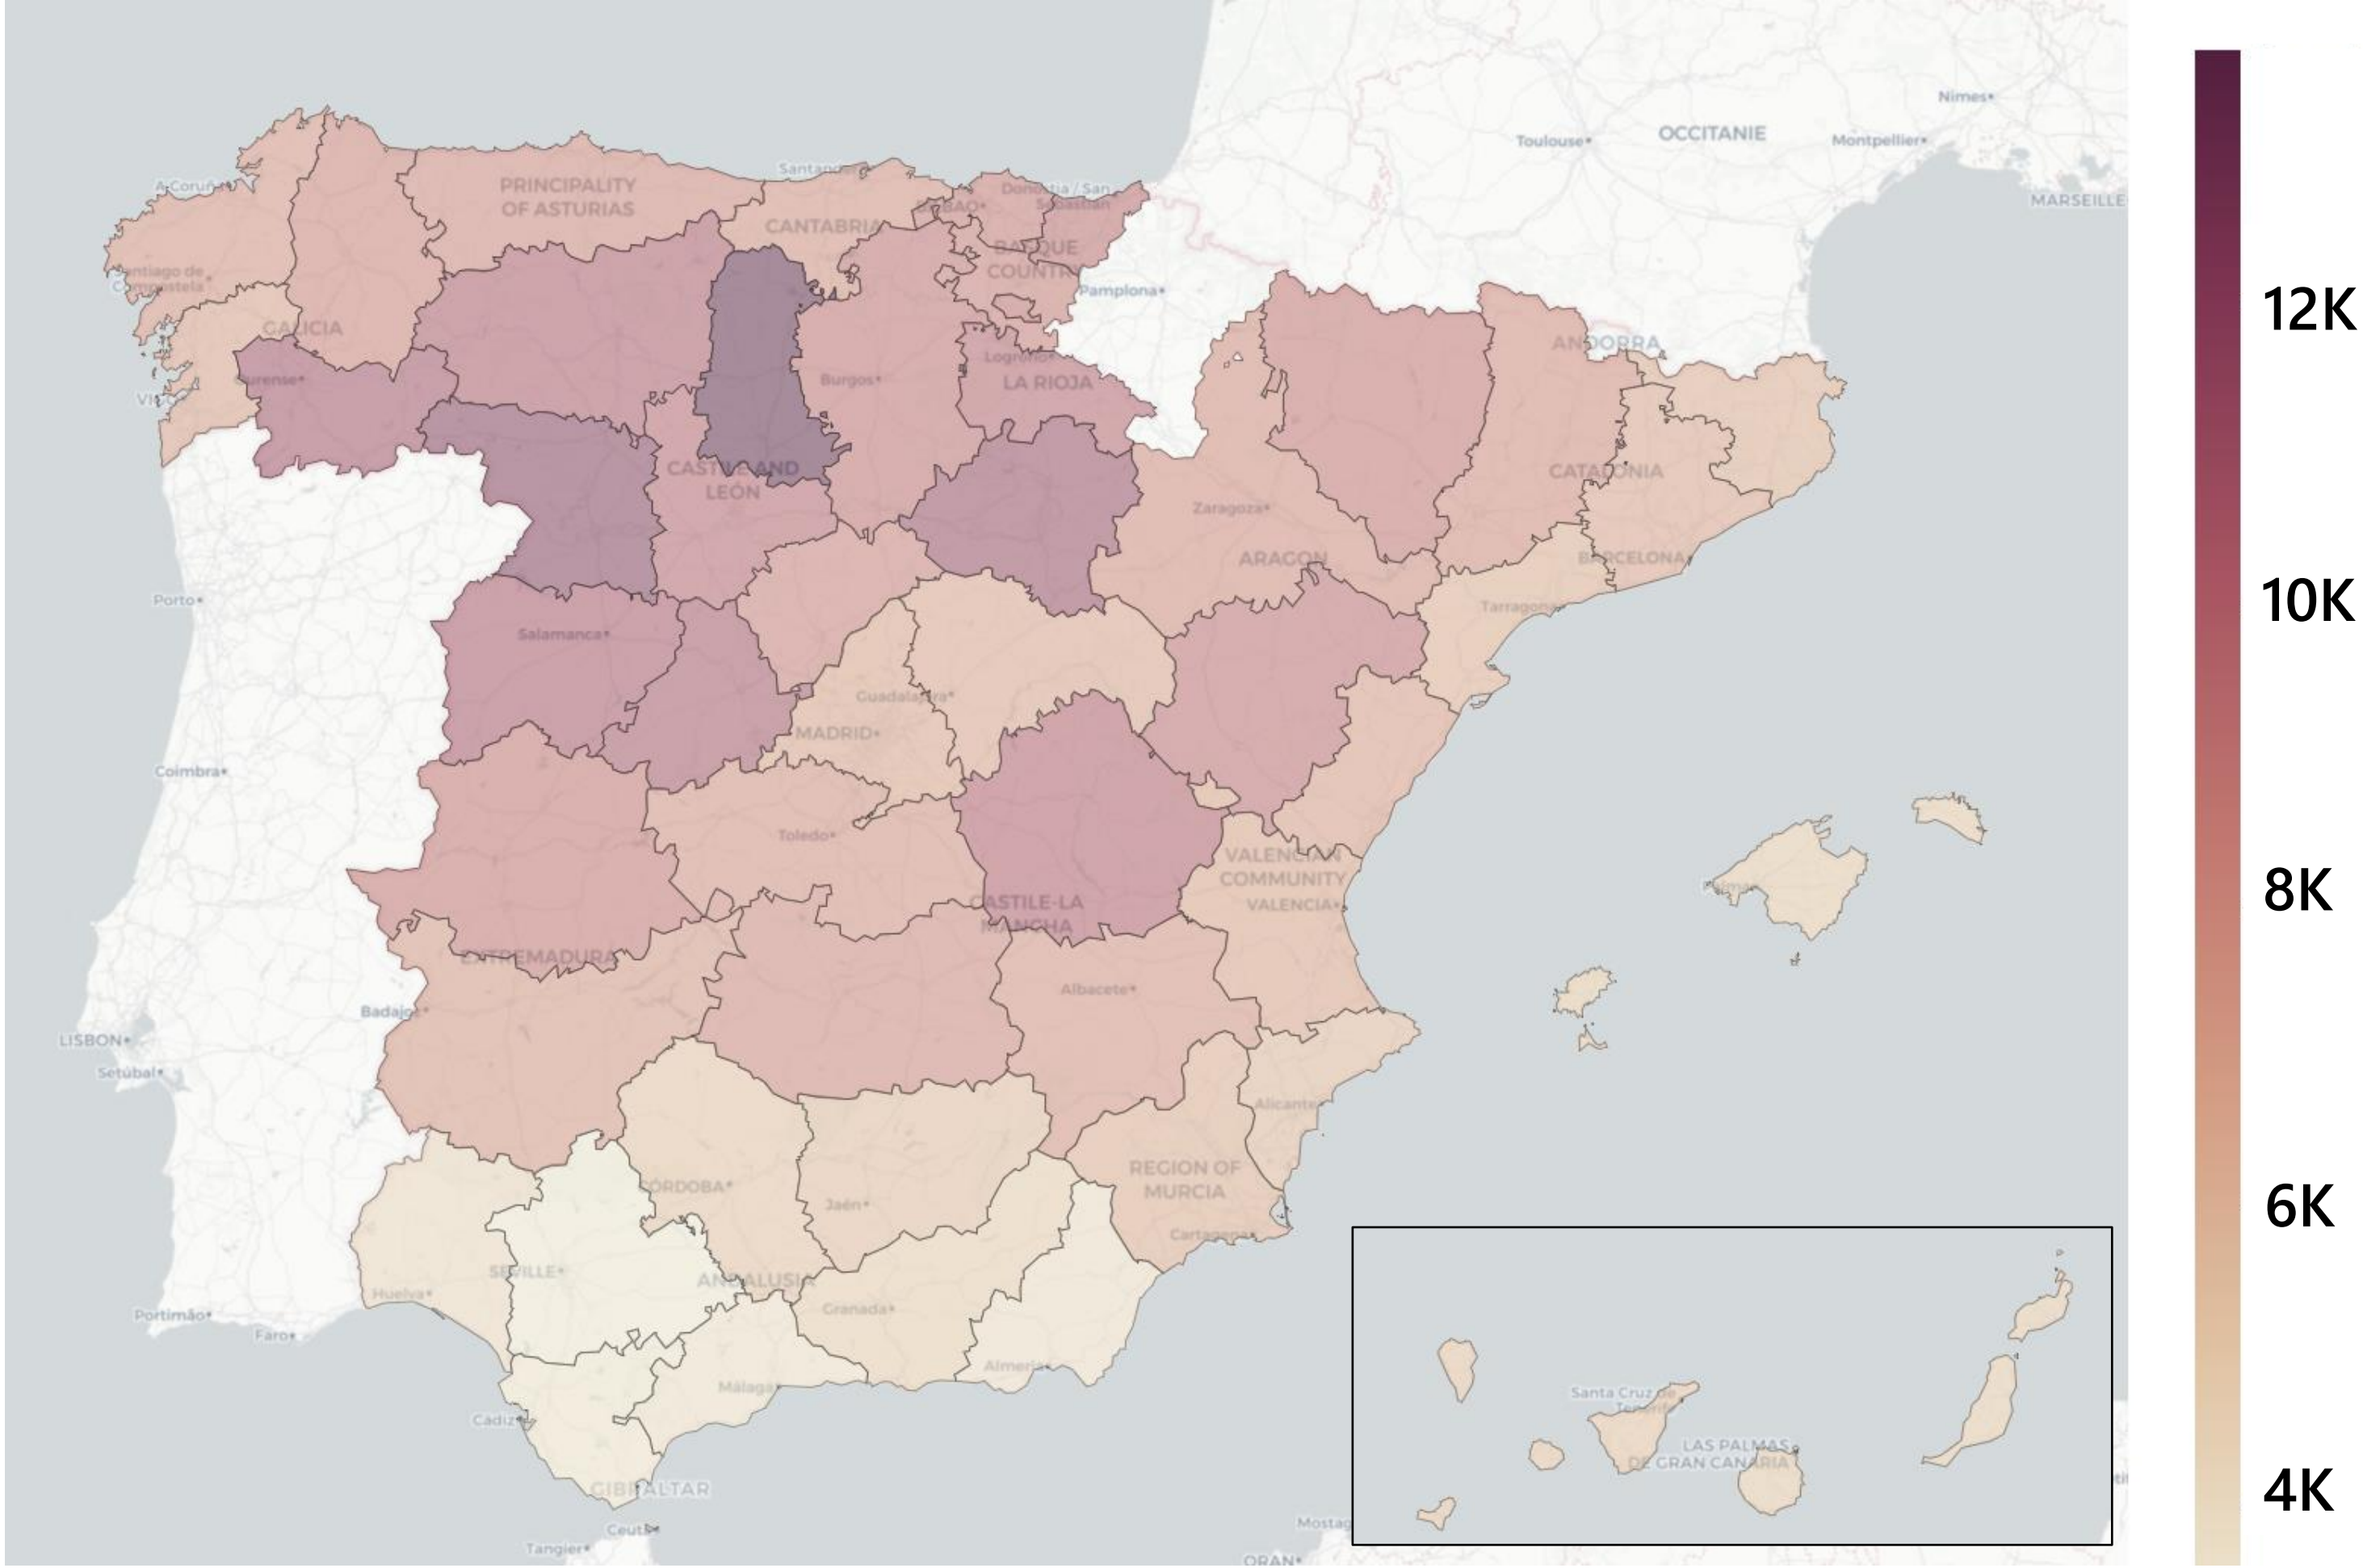 Nimes
OCCITANIE
Toulouse
Montpellier
MARSEILLE
Santander
A Coruña
PRINCIPALITY
OF ASTURIAS
Donostia / San
Sebastian
BILBAO
CANTABRIA
BASQUE
COUNTRY
Santiago de
Compostela
Pamplona
GALICIA
ANDORRA
Logroño
Ourense
Burgos
LA RIOJA
VIGO
CASTILE AND
LEÓN
CATALONIA
Zaragoza
ARAGON
BARCELONA
Porto
Tarragona
Salamanca
Guadalajara
MADRID
Coimbra
Toledo
VALENCIAN
COMMUNITY
VALENCIA
Palma
CASTILE-LA
MANCHA
EXTREMADURA
Albacete
Badajoz
LISBON
Setúbal
Alicante
REGION OF
MURCIA
CÓRDOBA
Jaén
Cartagena
SEVILLE
ANDALUSIA
Huelva
Granada
Portimão
Faro
Almeria
Málaga
Cádiz
GIBRALTAR
Ceuta
Tangier
Santa Cruz de
Tenerife
LAS PALMAS
DE GRAN CANARIA
Mostag
ORAN
12K
10K
8K
6K
4K